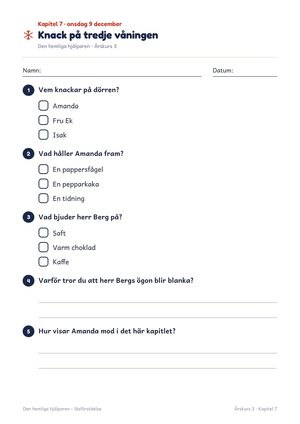 Kapitel 7 · onsdag 9 december
Knack på tredje våningen
Den hemliga hjälparen · Årskurs 3
Namn:
Datum:
1 Vem knackar på dörren?
Amanda
Fru Ek
Isak
2 Vad håller Amanda fram?
En pappersfågel
En pepparkaka
En tidning
3 Vad bjuder herr Berg på?
Saft
Varm choklad
Kaffe
4 Varför tror du att herr Bergs ögon blir blanka?
5 Hur visar Amanda mod i det här kapitlet?
Den hemliga hjälparen – läsförståelse
Årskurs 3 · Kapitel 7